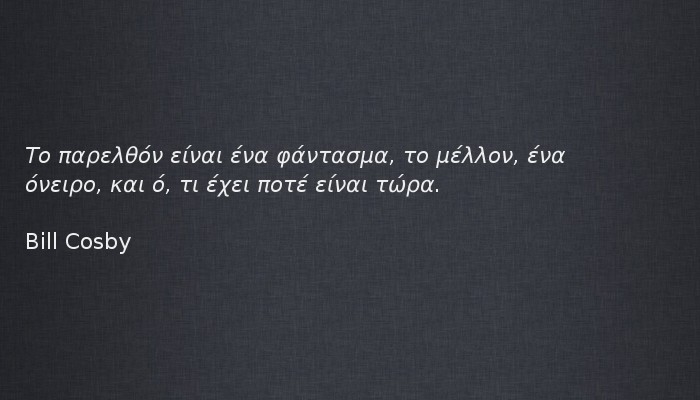 Το παρελθόν είναι ένα φάντασμα, το μέλλον, ένα
όνειρο, και ό, τι έχει ποτέ είναι τώρα.
Bill Cosby